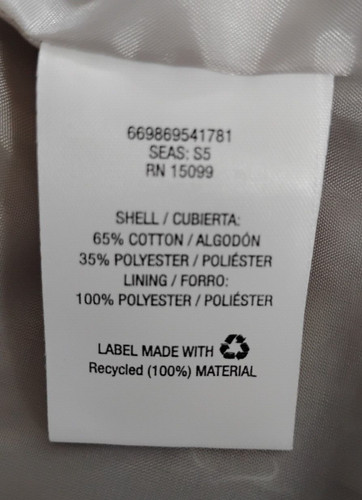 669869541781
SEAS: S5
RN 15099
SHELL / CUBIERTA:
65% COTTON / ALGODÓN
35% POLYESTER / POLIÉSTER
LINING / FORRO:
100% POLYESTER / POLIÉSTER
LABEL MADE WITH
Recycled (100%) MATERIAL